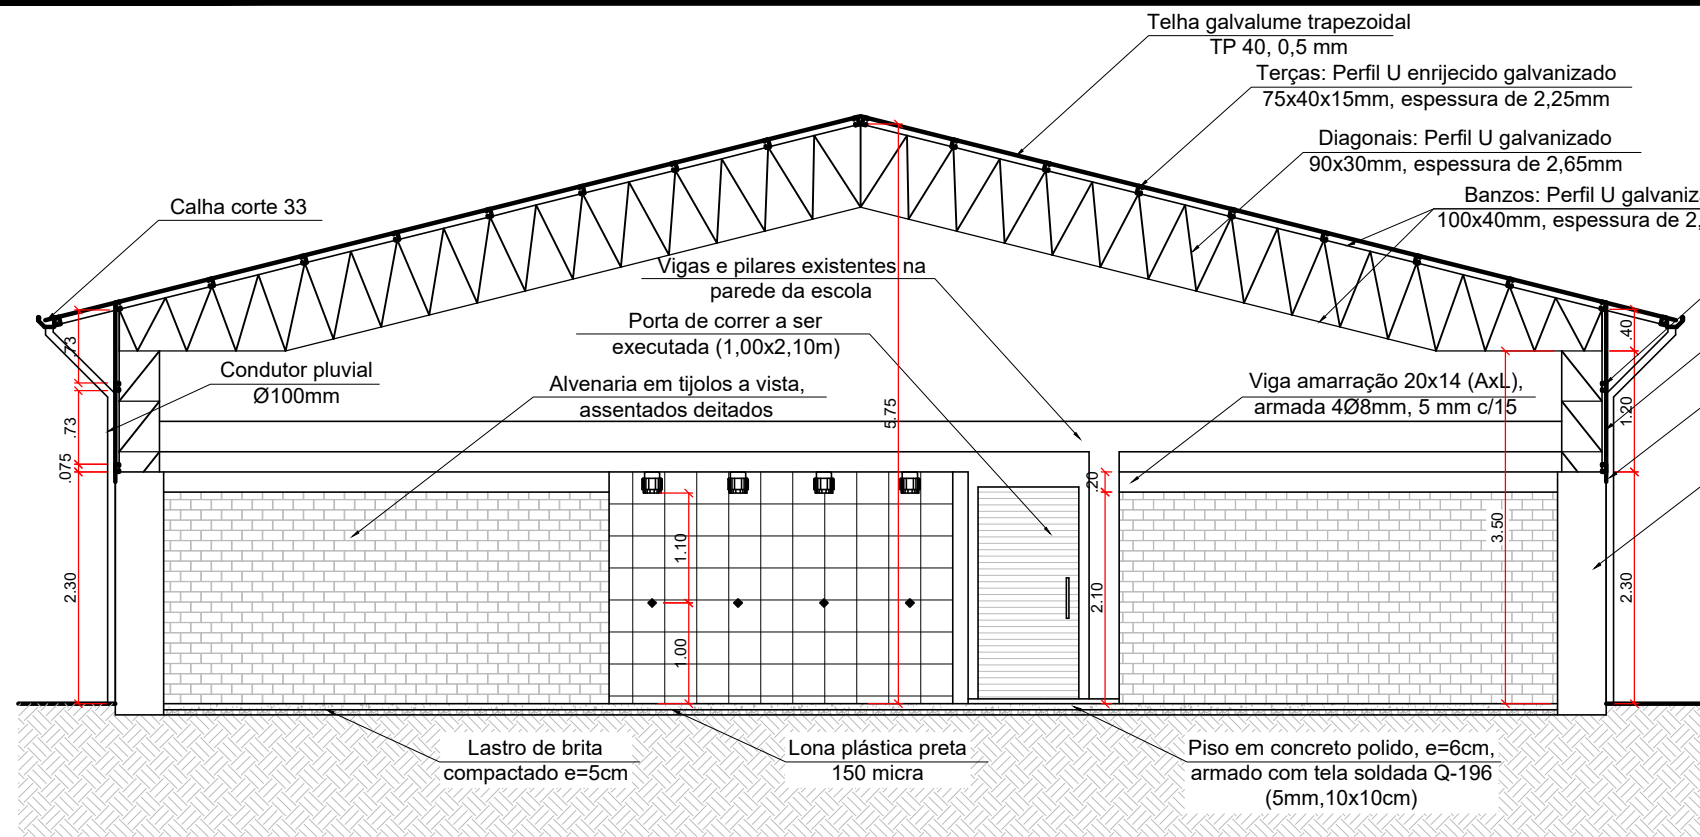 Telha galvalume trapezoidal
TP 40, 0,5 mm
Terças: Perfil U enrijecido galvanizado
75x40x15mm, espessura de 2,25mm
Diagonais: Perfil U galvanizado
90x30mm, espessura de 2,65mm
Banzos: Perfil U galvaniz
100x40mm, espessura de 2,
Calha corte 33
Vigas e pilares existentes na
parede da escola
Porta de correr a ser
executada (1,00x2,10m)
Condutor pluvial
Ø100mm
Alvenaria em tijolos a vista,
assentados deitados
Viga amarração 20x14 (AxL),
armada 4Ø8mm, 5 mm c/15
.73
.73
.075
2.30
5.75
1.10
1.00
.20
2.10
3.50
.40
1.20
2.30
Lastro de brita
compactado e=5cm
Lona plástica preta
150 micra
Piso em concreto polido, e=6cm,
armado com tela soldada Q-196
(5mm,10x10cm)